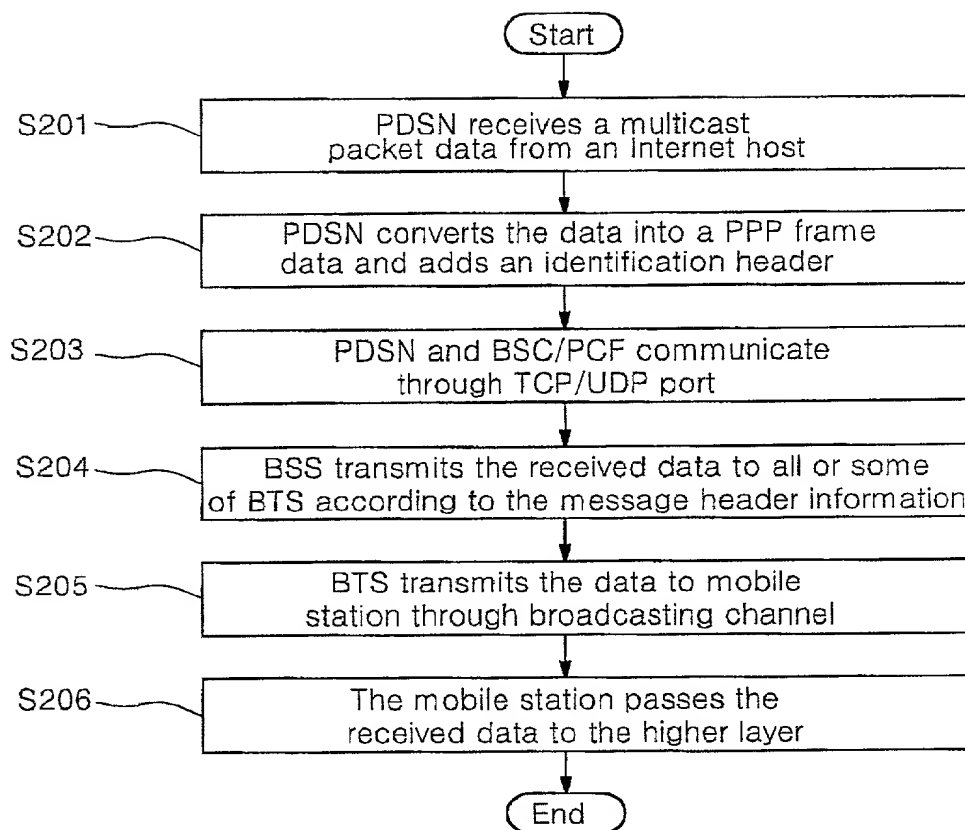 Start
S201
PDSN receives a multicast
packet data from an Internet host
S202
PDSN converts the data into a PPP frame
data and adds an identification header
S203
PDSN and BSC/PCF communicate
through TCP/UDP port
S204
BSS transmits the received data to all or some
of BTS according to the message header information
S205
BTS transmits the data to mobile
station through broadcasting channel
S206
The mobile station passes the
received data to the higher layer
End